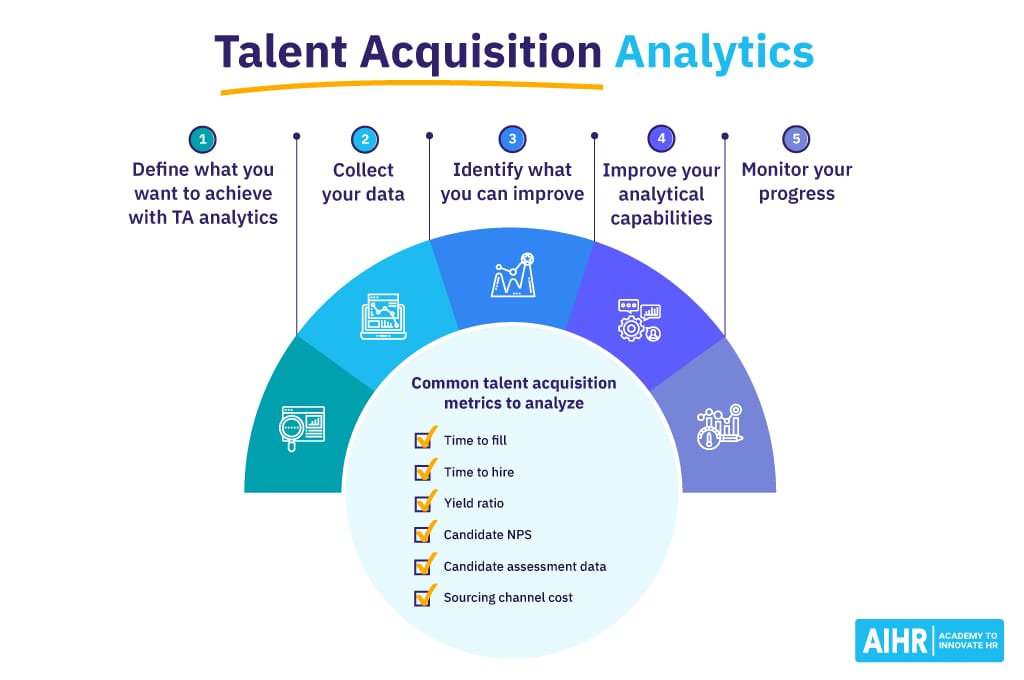 Talent Acquisition Analytics
1
Define what you
want to achieve
with TA analytics
2
Collect
your data
3
Identify what
you can improve
4
Improve your
analytical
capabilities
5
Monitor your
progress
Common talent acquisition
metrics to analyze
Time to fill
Time to hire
Yield ratio
Candidate NPS
Candidate assessment data
Sourcing channel cost
AIHR
ACADEMY TO
INNOVATE HR